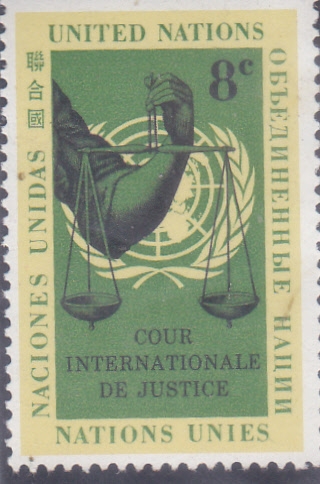 UNITED NATIONS
8c
聯合國
NACIONES UNIDAS
ОБЪЕДИНЕННЫЕ НАЦИИ
COUR
INTERNATIONALE
DE JUSTICE
NATIONS UNIES